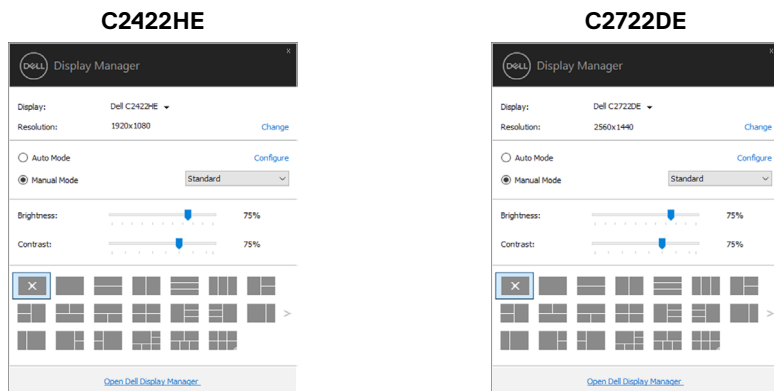 C2422HE
DELL Display Manager x
Display: Dell C2422HE
Resolution: 1920x1080 Change
Auto Mode Configure
Manual Mode Standard
Brightness: 75%
Contrast: 75%
Open Dell Display Manager
C2722DE
DELL Display Manager x
Display: Dell C2722DE
Resolution: 2560x1440 Change
Auto Mode Configure
Manual Mode Standard
Brightness: 75%
Contrast: 75%
Open Dell Display Manager